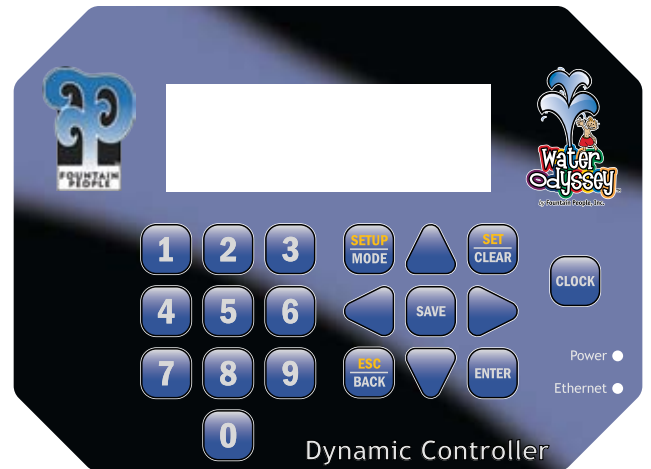 FOUNTAIN
PEOPLE
Water
Odyssey
by Fountain People, Inc.
1 2 3
SETUP
MODE
SET
CLEAR
CLOCK
4 5 6
SAVE
7 8 9
ESC
BACK
ENTER
Power
Ethernet
0
Dynamic Controller